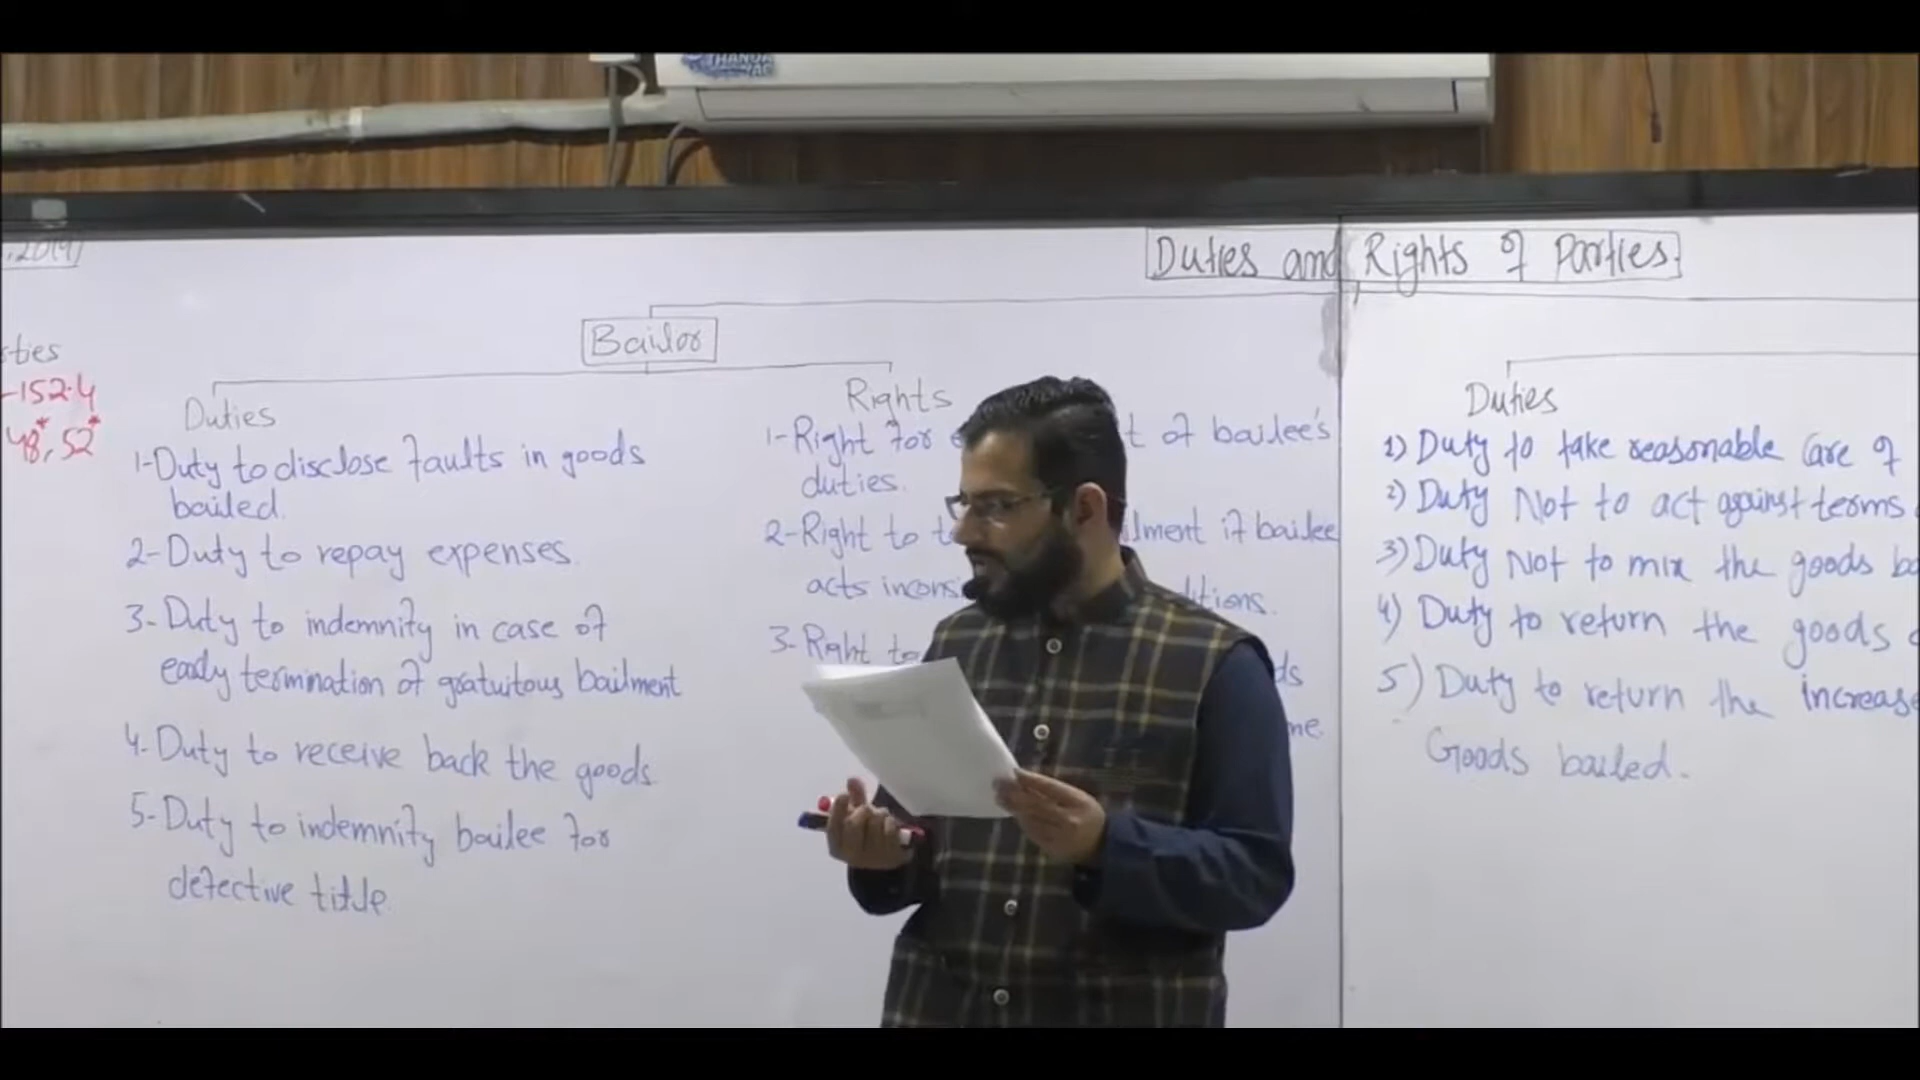 2019)
Duties and Rights of Parties.
Bailor
-152.4
48*, 52*
Duties
1-Duty to disclose faults in goods
bailed.
2-Duty to repay expenses.
3-Duty to indemnity in case of
early termination of gratuitous bailment
4-Duty to receive back the goods
5-Duty to indemnity bailee for
defective title.
Rights
1-Right for t of bailee's
duties.
2-Right to lment if bailee
acts
3-Right to
Duties
1) Duty to take reasonable care of
2) Duty Not to act against terms
3) Duty Not to mix the goods
4) Duty to return the goods
5) Duty to return the increase
Goods bailed.